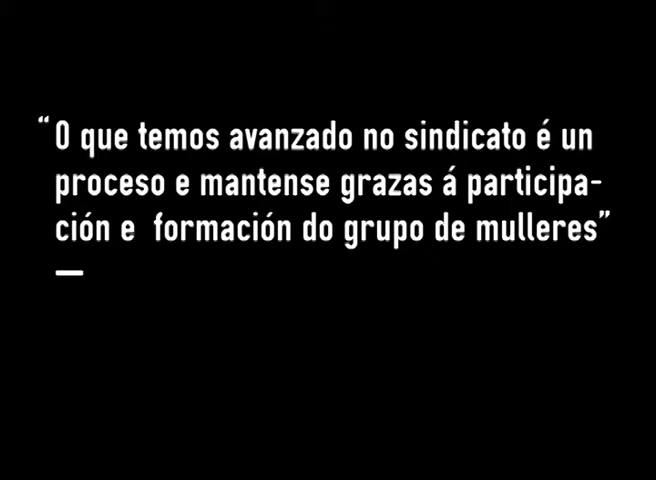 “O que temos avanzado no sindicato é un
proceso e mantense grazas á participa-
ción e  formación do grupo de mulleres”
—